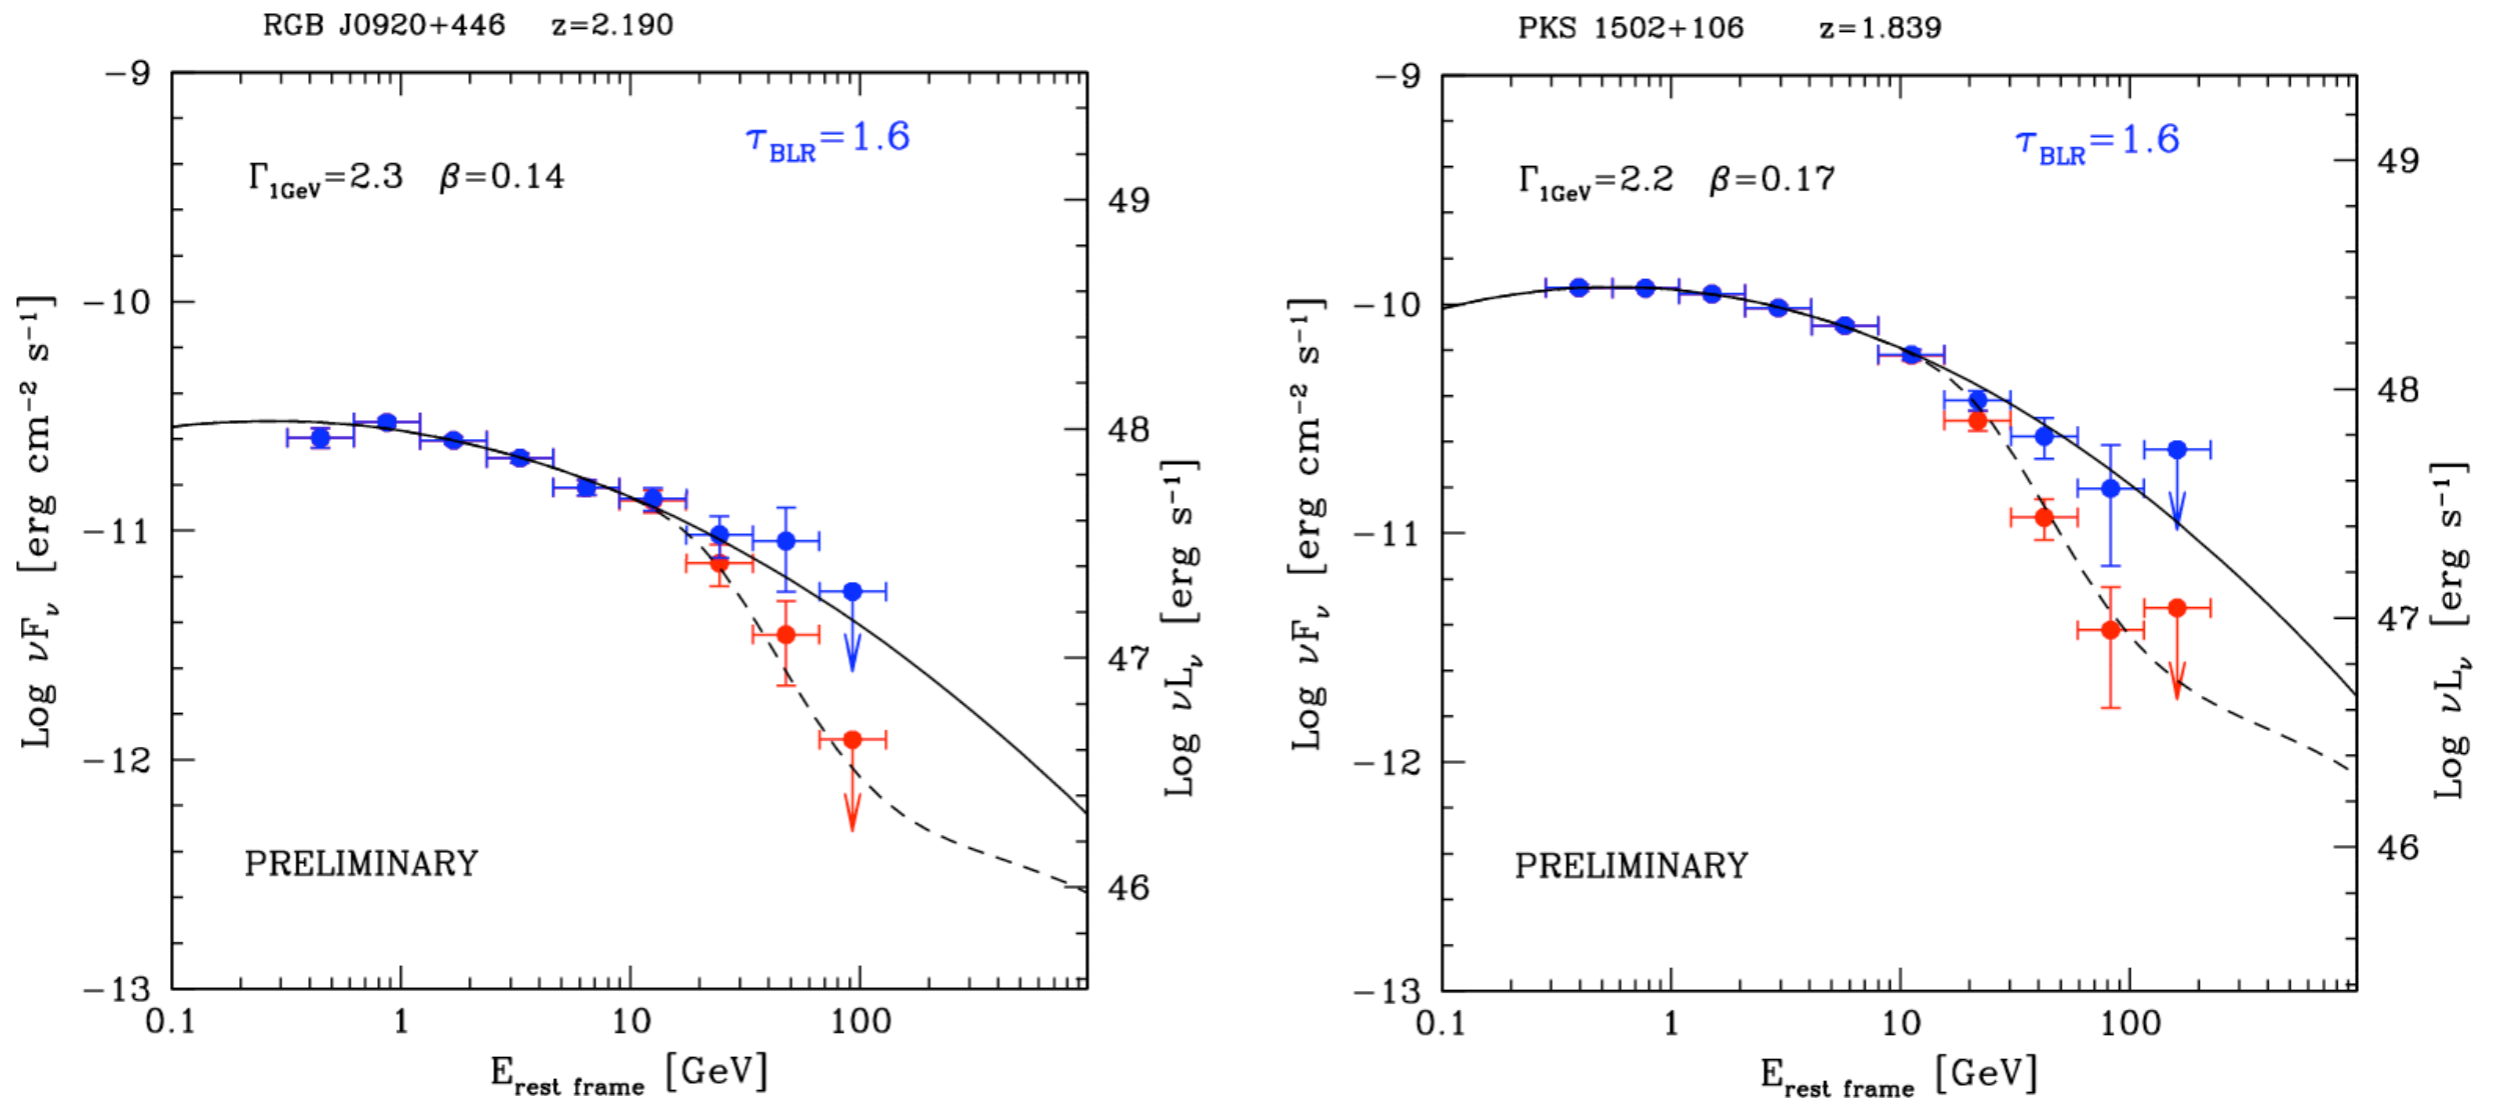 RGB J0920+446 z=2.190
−9
τBLR=1.6
Γ1GeV=2.3 β=0.14
49
−10
48
−11
47
−12
PRELIMINARY
46
−13
0.1 1 10 100
Erest frame [GeV]
Log νFν [erg cm−2 s−1]
Log νLν [erg s−1]
PKS 1502+106 z=1.839
−9
τBLR=1.6
49
Γ1GeV=2.2 β=0.17
−10
48
−11
47
−12
PRELIMINARY
46
−13
0.1 1 10 100
Erest frame [GeV]
Log νFν [erg cm−2 s−1]
Log νLν [erg s−1]